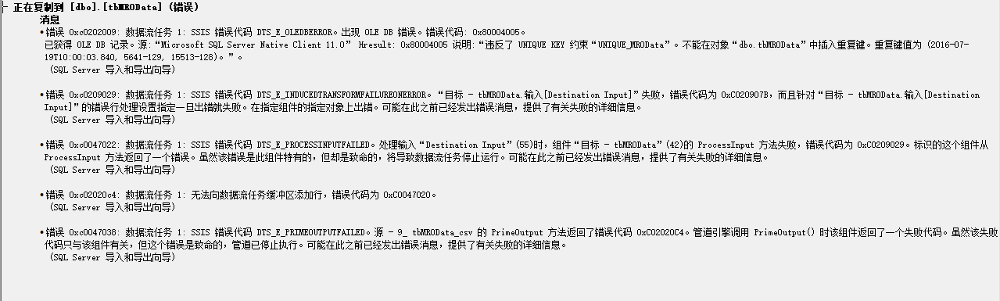 正在复制到 [dbo].[tbMROData] (错误)
消息
• 错误 0xc0202009: 数据流任务 1: SSIS 错误代码 DTS_E_OLEDBERROR。出现 OLE DB 错误。错误代码: 0x80004005。
已获得 OLE DB 记录。源:“Microsoft SQL Server Native Client 11.0” Hresult: 0x80004005 说明:“违反了 UNIQUE KEY 约束“UNIQUE_MROData”。不能在对象“dbo.tbMROData”中插入重复键。重复键值为 (2016-07-
19T10:00:03.840, 5641-129, 15513-128)。”。
(SQL Server 导入和导出向导)
• 错误 0xc0209029: 数据流任务 1: SSIS 错误代码 DTS_E_INDUCEDTRANSFORMFAILUREONERROR。“目标 - tbMROData.输入[Destination Input]”失败，错误代码为 0xC020907B，而且针对“目标 - tbMROData.输入[Destination
Input]”的错误行处理设置指定一旦出错就失败。在指定组件的指定对象上出错。可能在此之前已经发出错误消息，提供了有关失败的详细信息。
(SQL Server 导入和导出向导)
• 错误 0xc0047022: 数据流任务 1: SSIS 错误代码 DTS_E_PROCESSINPUTFAILED。处理输入“Destination Input”(55)时，组件“目标 - tbMROData”(42)的 ProcessInput 方法失败，错误代码为 0xC0209029。标识的这个组件从
ProcessInput 方法返回了一个错误。虽然该错误是此组件特有的，但却是致命的，将导致数据流任务停止运行。可能在此之前已经发出错误消息，提供了有关失败的详细信息。
(SQL Server 导入和导出向导)
• 错误 0xc02020c4: 数据流任务 1: 无法向数据流任务缓冲区添加行，错误代码为 0xC0047020。
(SQL Server 导入和导出向导)
• 错误 0xc0047038: 数据流任务 1: SSIS 错误代码 DTS_E_PRIMEOUTPUTFAILED。源 - 9_ tbMROData_csv 的 PrimeOutput 方法返回了错误代码 0xC02020C4。管道引擎调用 PrimeOutput() 时该组件返回了一个失败代码。虽然该失败
代码只与该组件有关，但这个错误是致命的，管道已停止执行。可能在此之前已经发出错误消息，提供了有关失败的详细信息。
(SQL Server 导入和导出向导)